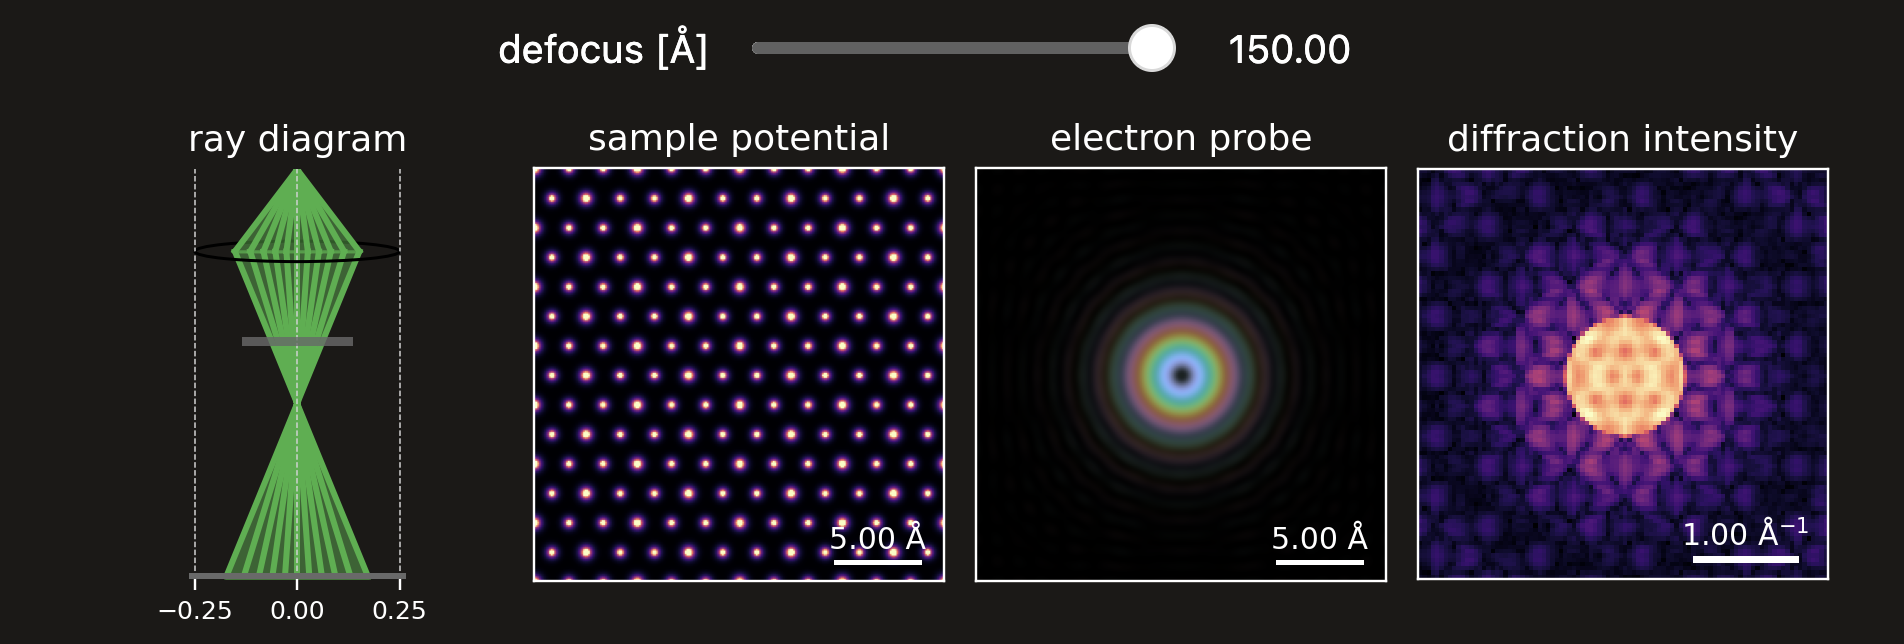 defocus [Å] 150.00
ray diagram
sample potential
electron probe
diffraction intensity
5.00 Å
5.00 Å
1.00 Å⁻¹
−0.25 0.00 0.25